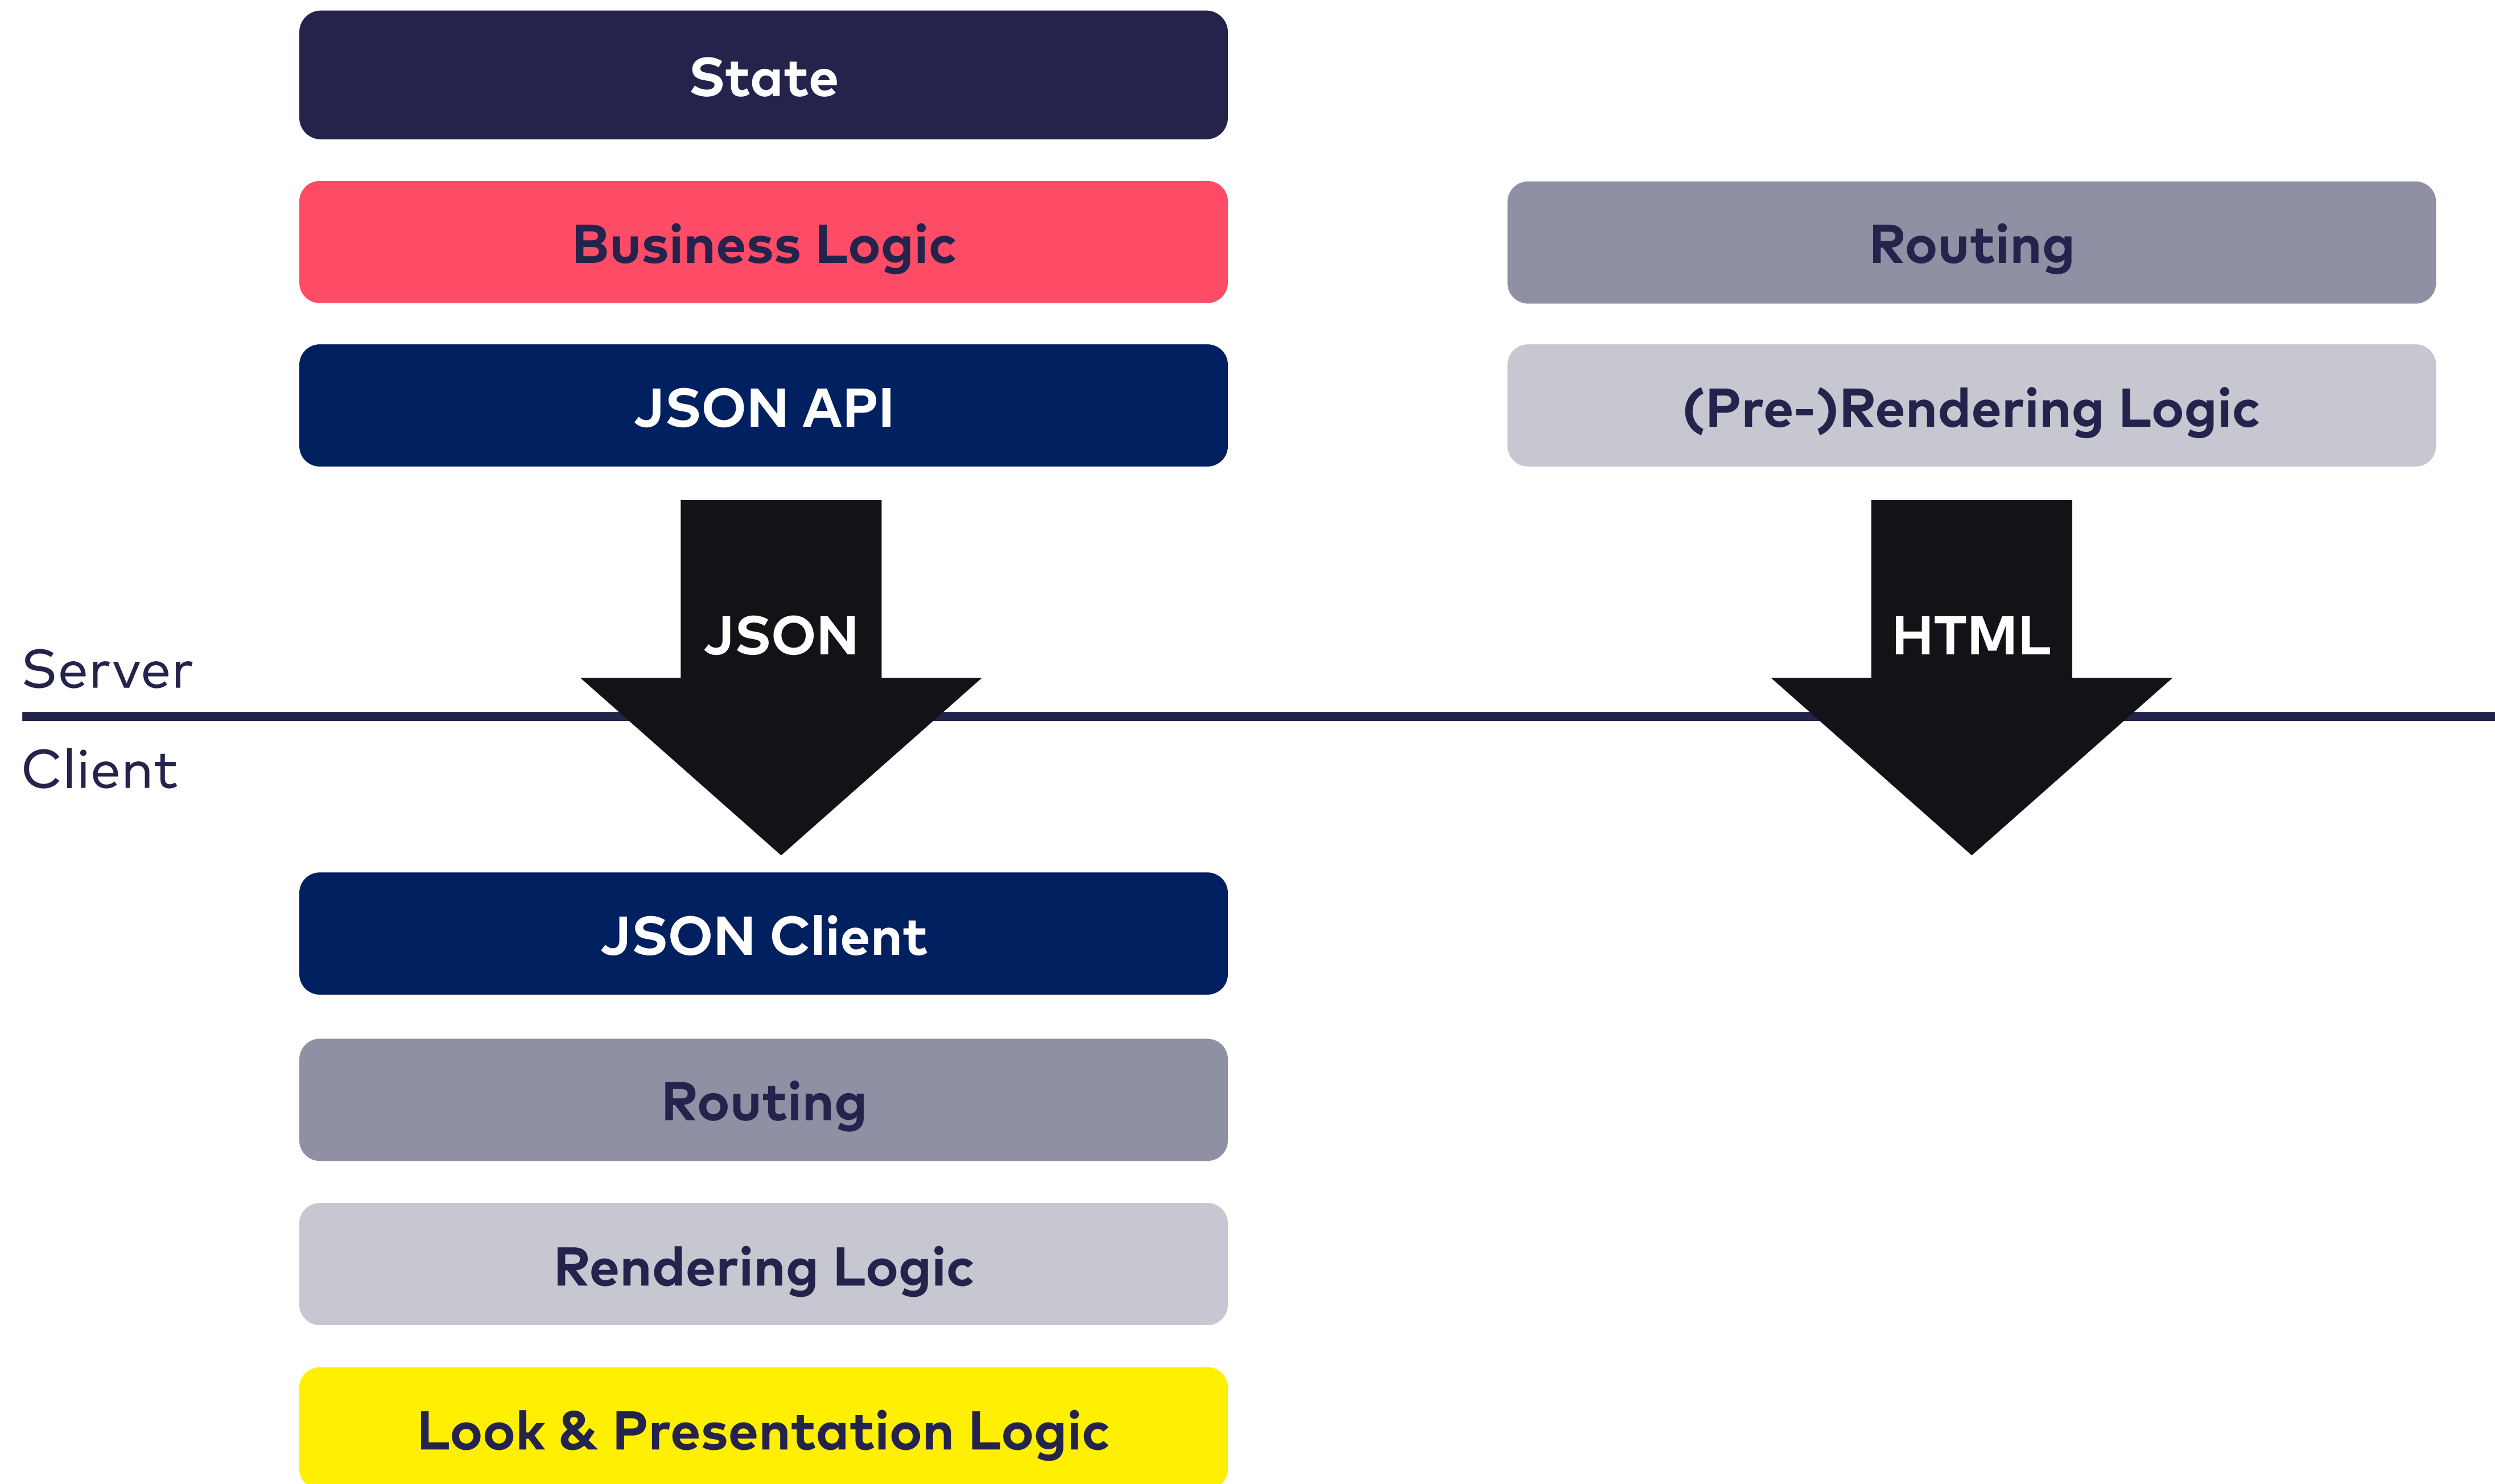 State
Business Logic
Routing
JSON API
(Pre-)Rendering Logic
JSON
HTML
Server
Client
JSON Client
Routing
Rendering Logic
Look & Presentation Logic